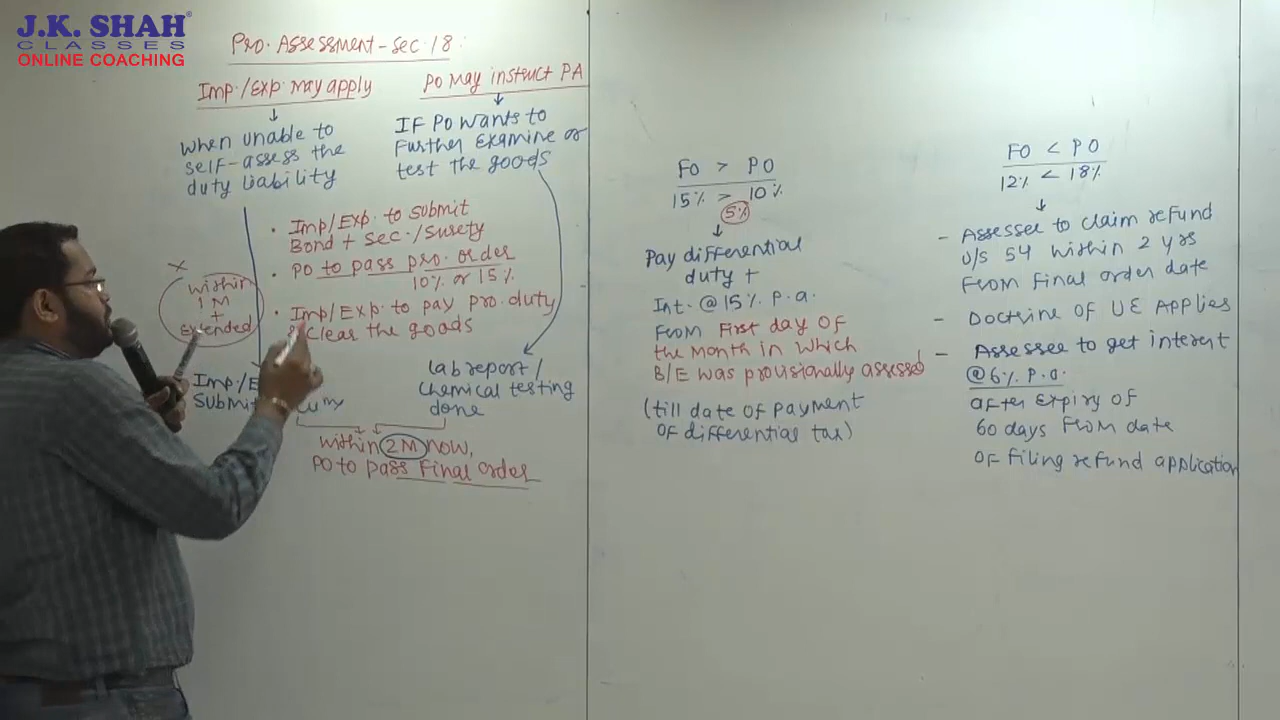 J.K. SHAH®
CLASSES
ONLINE COACHING
Pro. Assessment - Sec. 18:
Imp./Exp. may apply
when unable to
self-assess the
duty liability
PO may instruct PA
IF PO wants to
Further Examine or
test the goods
• Imp/Exp. to submit
Bond + Sec./Surety
• PO to pass pro. order
10% or 15%
• Imp/Exp. to pay pro. duty
clear the goods
x
within
1 M
+
Extended
Imp/E
Submit
Lab report/
Chemical testing
done
within 2M now,
PO to pass Final order
FO > PO
15% > 10%
5%
Pay differential
duty +
Int. @ 15% p.a.
From First day of
the Month in which
B/E was provisionally assessed
(till date of payment
of differential tax)
FO < PO
12% < 18%
- Assessee to claim refund
u/s 54 within 2 yrs
From Final order date
- Doctrine of UE Applies
- Assessee to get interest
@ 6% p.a.
after expiry of
60 days From date
of filing refund application